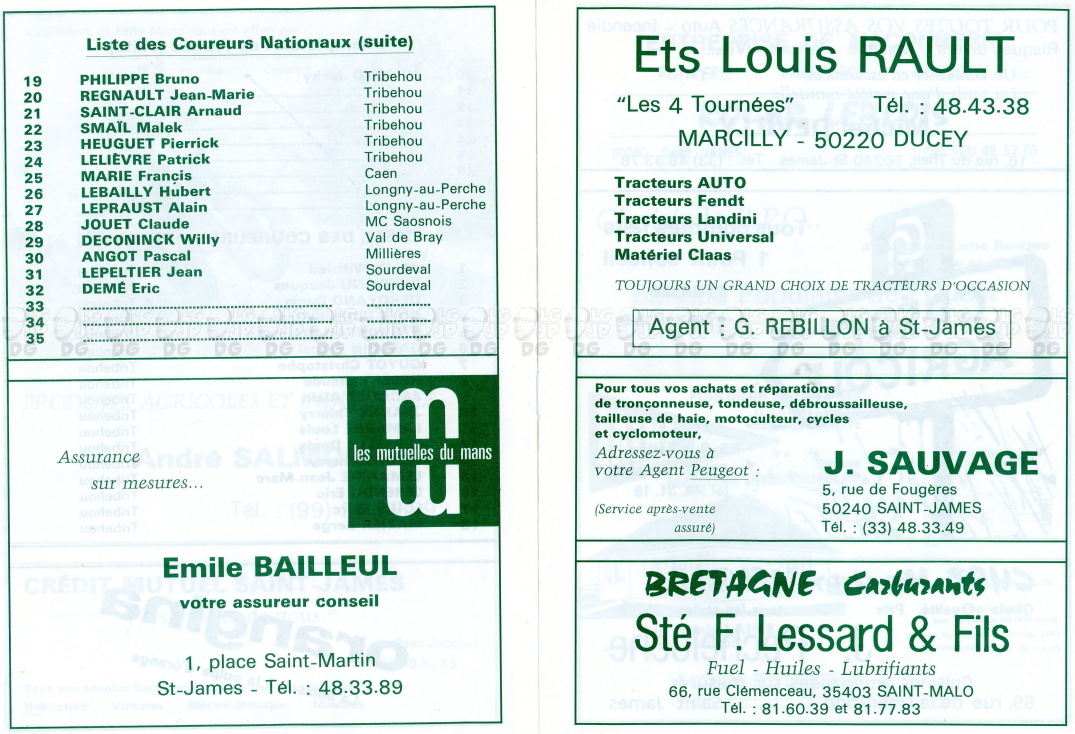 Liste des Coureurs Nationaux (suite)
19 PHILIPPE Bruno Tribehou
20 REGNAULT Jean-Marie Tribehou
21 SAINT-CLAIR Arnaud Tribehou
22 SMAÏL Malek Tribehou
23 HEUGUET Pierrick Tribehou
24 LELIÈVRE Patrick Tribehou
25 MARIE Francis Caen
26 LEBAILLY Hubert Longny-au-Perche
27 LEPRAUST Alain Longny-au-Perche
28 JOUET Claude MC Saosnois
29 DECONINCK Willy Val de Bray
30 ANGOT Pascal Millières
31 LEPELTIER Jean Sourdeval
32 DEMÉ Eric Sourdeval
33
34
35
Assurance
sur mesures...
les mutuelles du mans
Emile BAILLEUL
votre assureur conseil
1, place Saint-Martin
St-James - Tél. : 48.33.89
Ets Louis RAULT
"Les 4 Tournées" Tél. : 48.43.38
MARCILLY - 50220 DUCEY
Tracteurs AUTO
Tracteurs Fendt
Tracteurs Landini
Tracteurs Universal
Matériel Claas
TOUJOURS UN GRAND CHOIX DE TRACTEURS D'OCCASION
Agent : G. REBILLON à St-James
Pour tous vos achats et réparations
de tronçonneuse, tondeuse, débroussailleuse,
tailleuse de haie, motoculteur, cycles
et cyclomoteur,
Adressez-vous à
votre Agent Peugeot :
(Service après-vente
assuré)
J. SAUVAGE
5, rue de Fougères
50240 SAINT-JAMES
Tél. : (33) 48.33.49
BRETAGNE Carburants
Sté F. Lessard & Fils
Fuel - Huiles - Lubrifiants
66, rue Clémenceau, 35403 SAINT-MALO
Tél. : 81.60.39 et 81.77.83